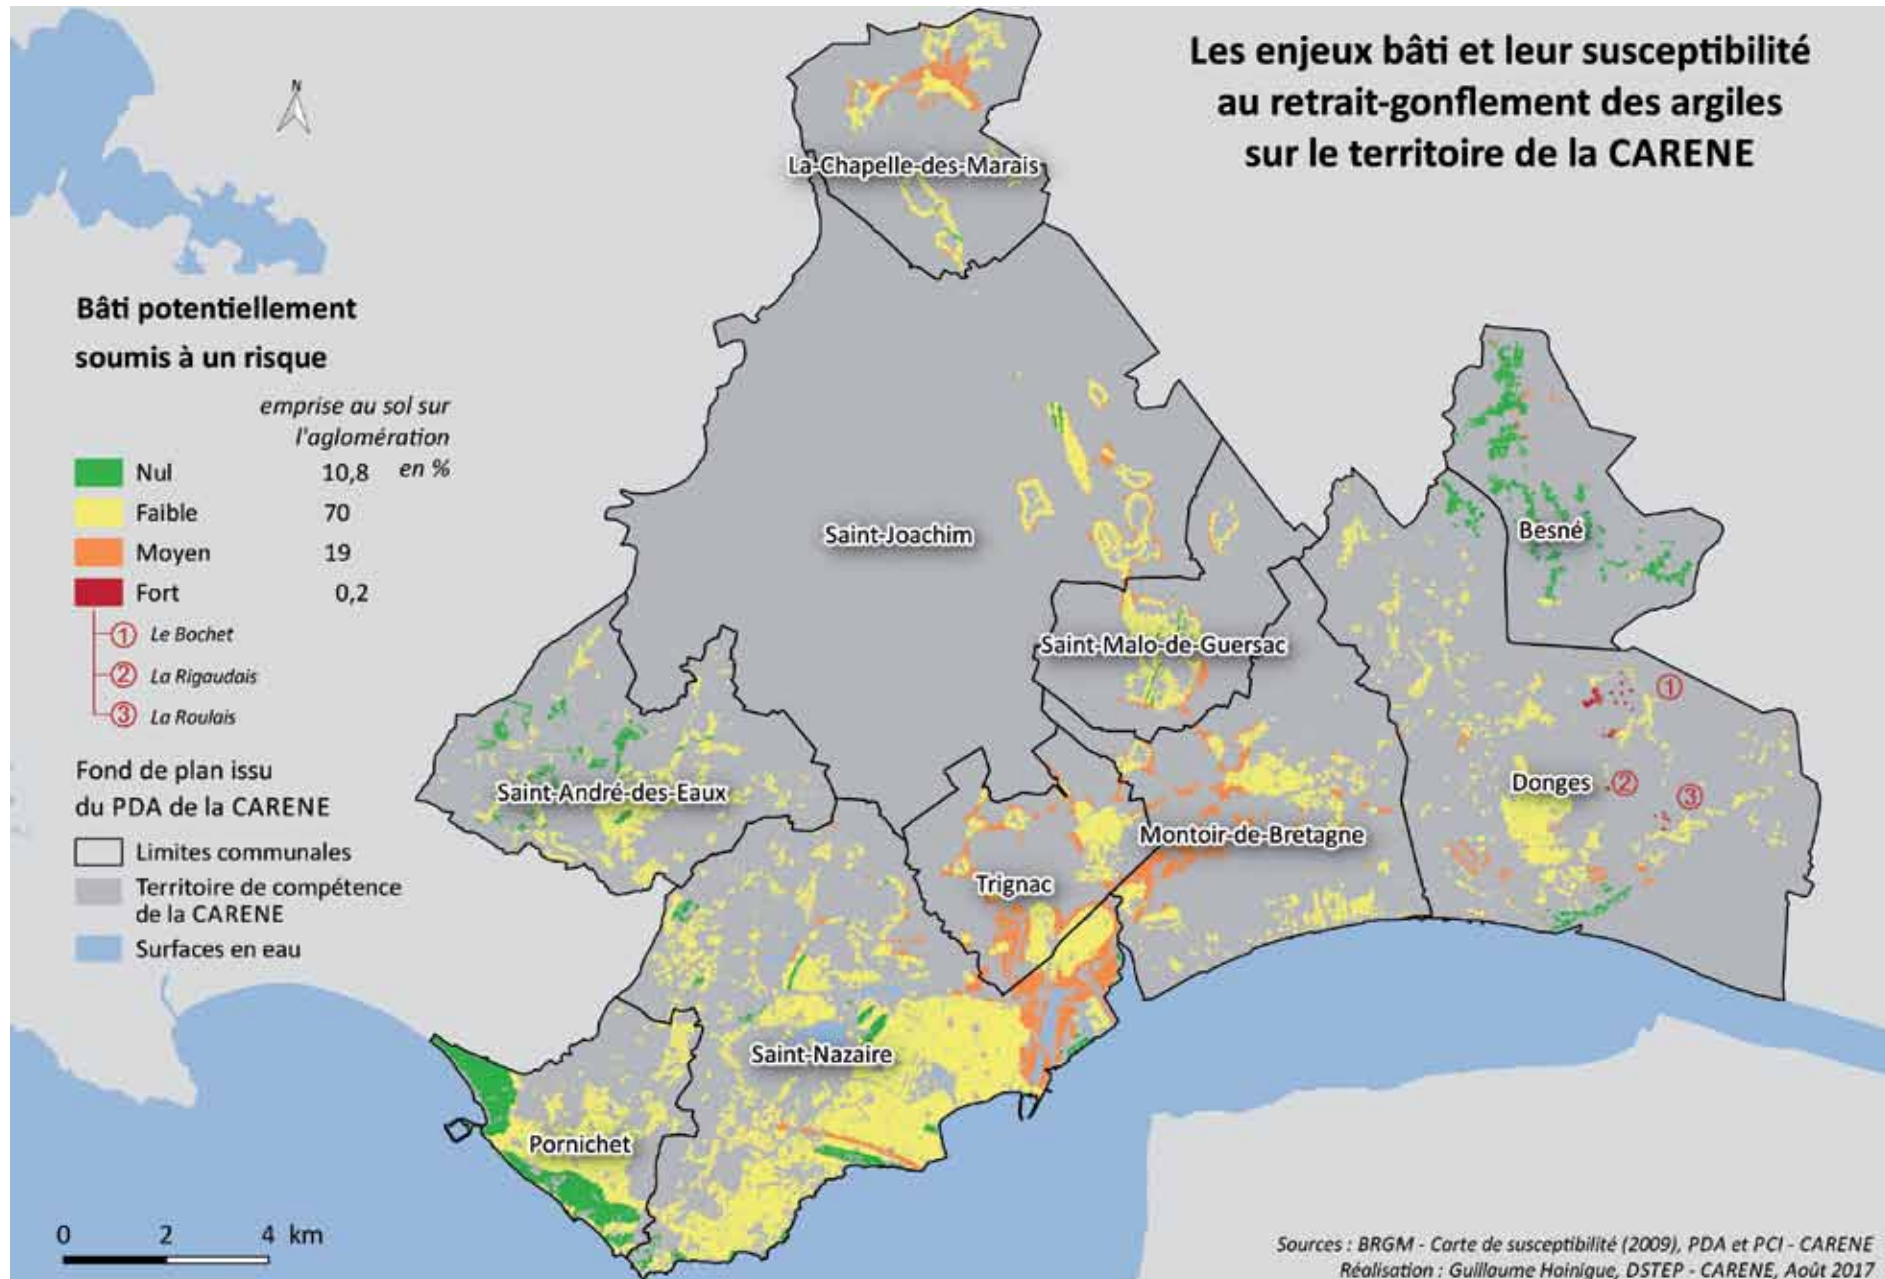 Les enjeux bâti et leur susceptibilité
au retrait-gonflement des argiles
sur le territoire de la CARENE
N
Bâti potentiellement
soumis à un risque
emprise au sol sur
l'aglomération
en %
Nul 10,8
Faible 70
Moyen 19
Fort 0,2
1 Le Bochet
2 La Rigaudais
3 La Roulais
Fond de plan issu
du PDA de la CARENE
Limites communales
Territoire de compétence
de la CARENE
Surfaces en eau
0 2 4 km
La-Chapelle-des-Marais
Saint-Joachim
Besné
Saint-Malo-de-Guersac
Saint-André-des-Eaux
Donges
Montoir-de-Bretagne
Trignac
Saint-Nazaire
Pornichet
1
2
3
Sources : BRGM - Carte de susceptibilité (2009), PDA et PCI - CARENE
Réalisation : Guillaume Hoinique, DSTEP - CARENE, Août 2017